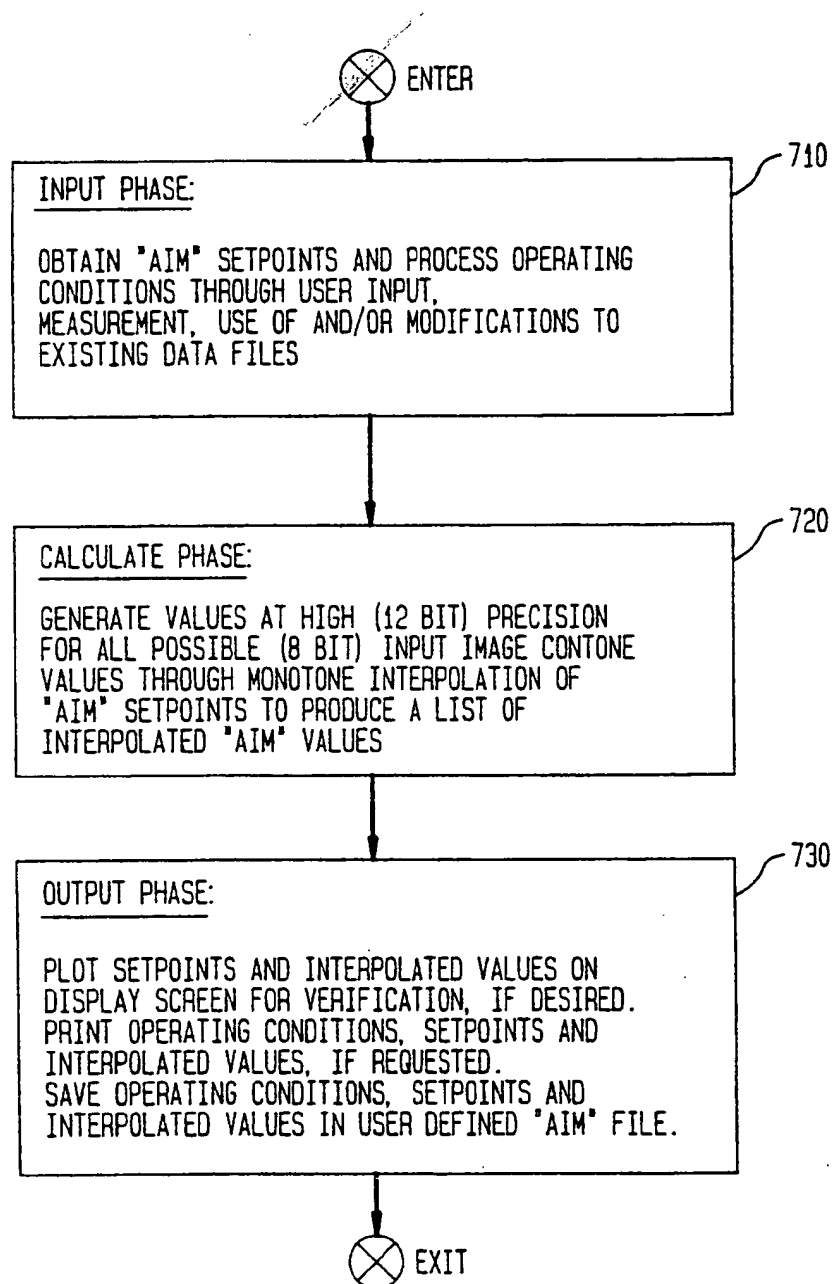 ENTER
710
INPUT PHASE:
OBTAIN "AIM" SETPOINTS AND PROCESS OPERATING
CONDITIONS THROUGH USER INPUT,
MEASUREMENT, USE OF AND/OR MODIFICATIONS TO
EXISTING DATA FILES
720
CALCULATE PHASE:
GENERATE VALUES AT HIGH (12 BIT) PRECISION
FOR ALL POSSIBLE (8 BIT) INPUT IMAGE CONTONE
VALUES THROUGH MONOTONE INTERPOLATION OF
"AIM" SETPOINTS TO PRODUCE A LIST OF
INTERPOLATED "AIM" VALUES
730
OUTPUT PHASE:
PLOT SETPOINTS AND INTERPOLATED VALUES ON
DISPLAY SCREEN FOR VERIFICATION, IF DESIRED.
PRINT OPERATING CONDITIONS, SETPOINTS AND
INTERPOLATED VALUES, IF REQUESTED.
SAVE OPERATING CONDITIONS, SETPOINTS AND
INTERPOLATED VALUES IN USER DEFINED "AIM" FILE.
EXIT